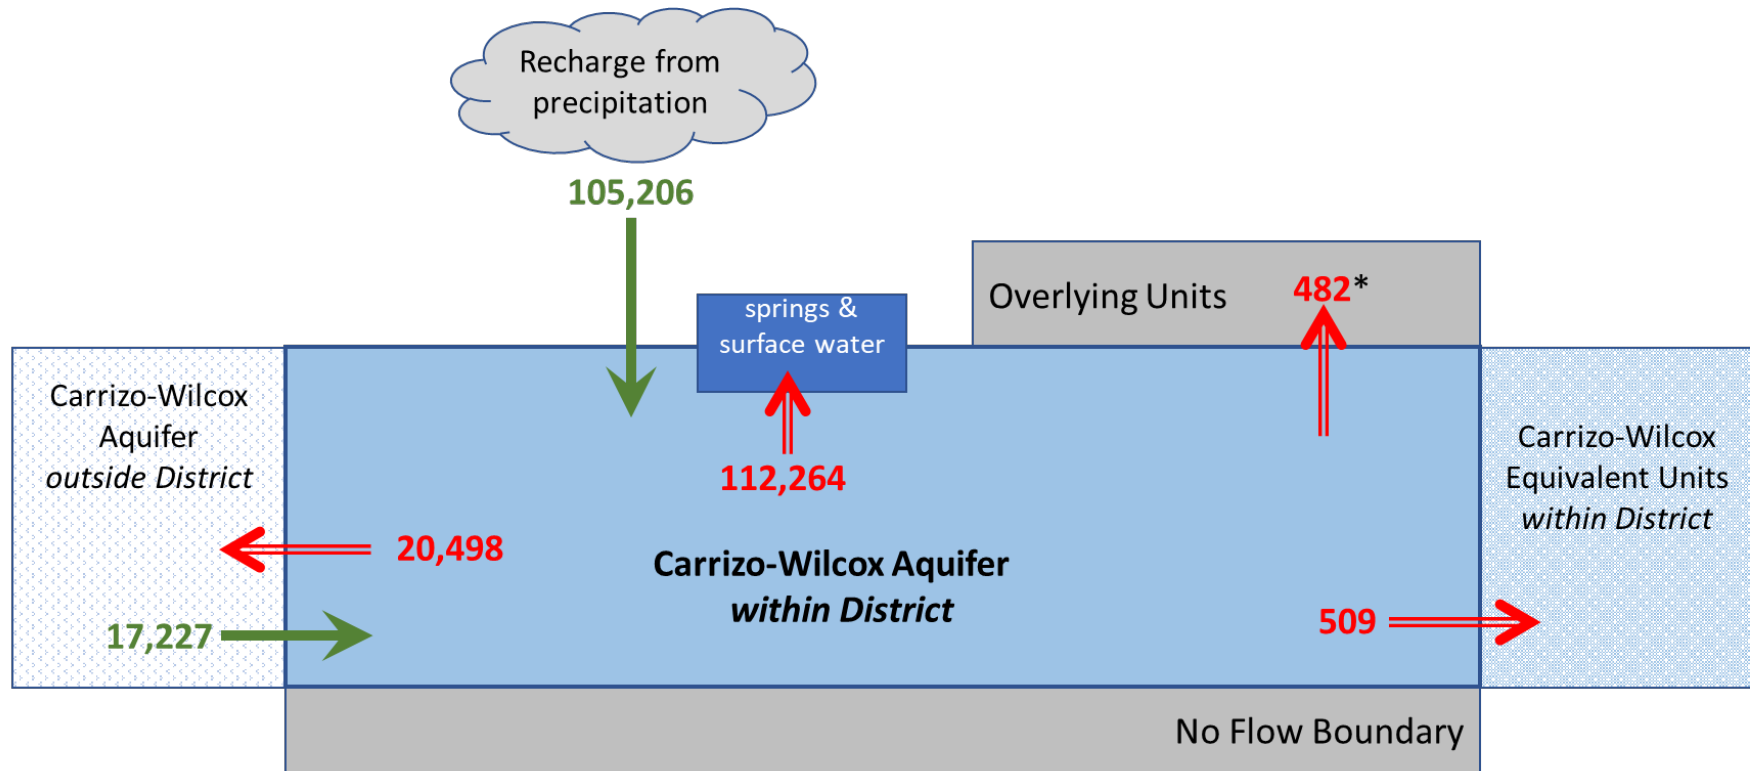 Recharge from
precipitation
105,206
springs &
surface water
Overlying Units 482*
Carrizo-Wilcox
Aquifer
outside District
112,264
Carrizo-Wilcox
Equivalent Units
within District
20,498
Carrizo-Wilcox Aquifer
within District
17,227
509
No Flow Boundary